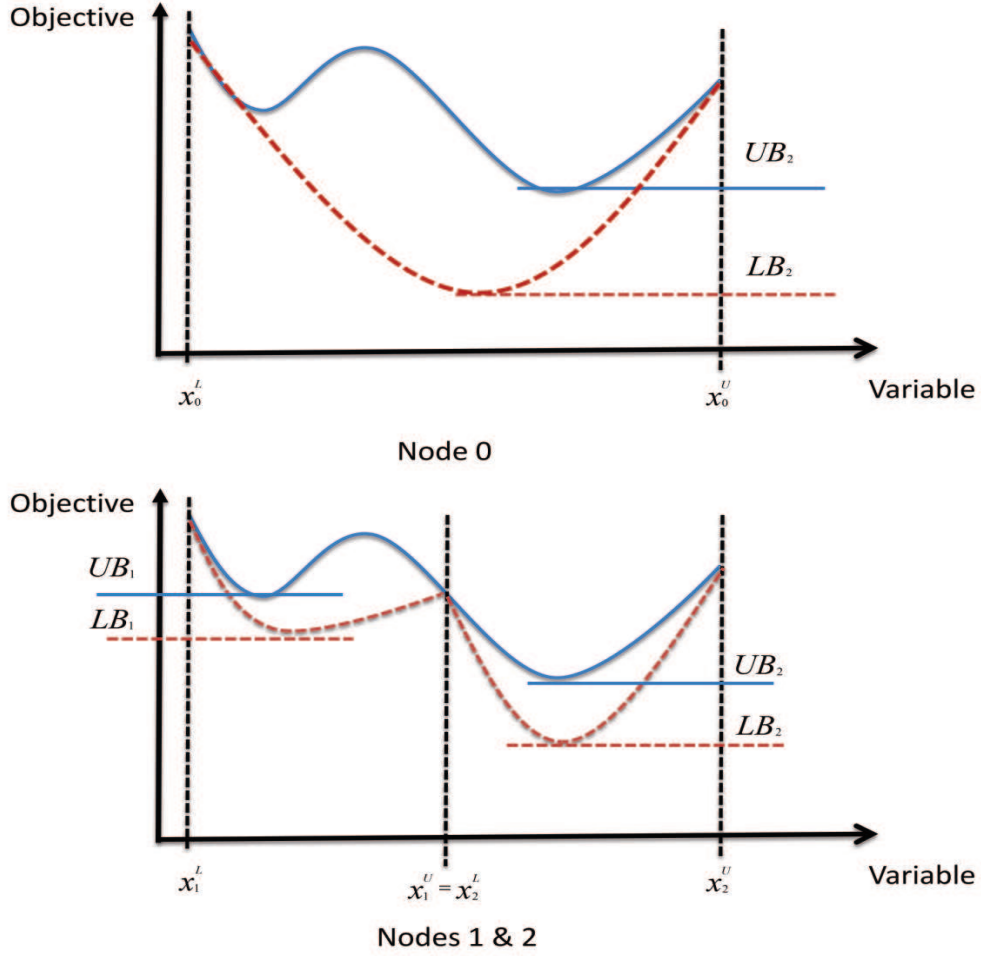 Objective
UB₂
LB₂
x₀ᴸ x₀ᵁ
Variable
Node 0
Objective
UB₁
LB₁
UB₂
LB₂
x₁ᴸ x₁ᵁ = x₂ᴸ x₂ᵁ
Variable
Nodes 1 & 2